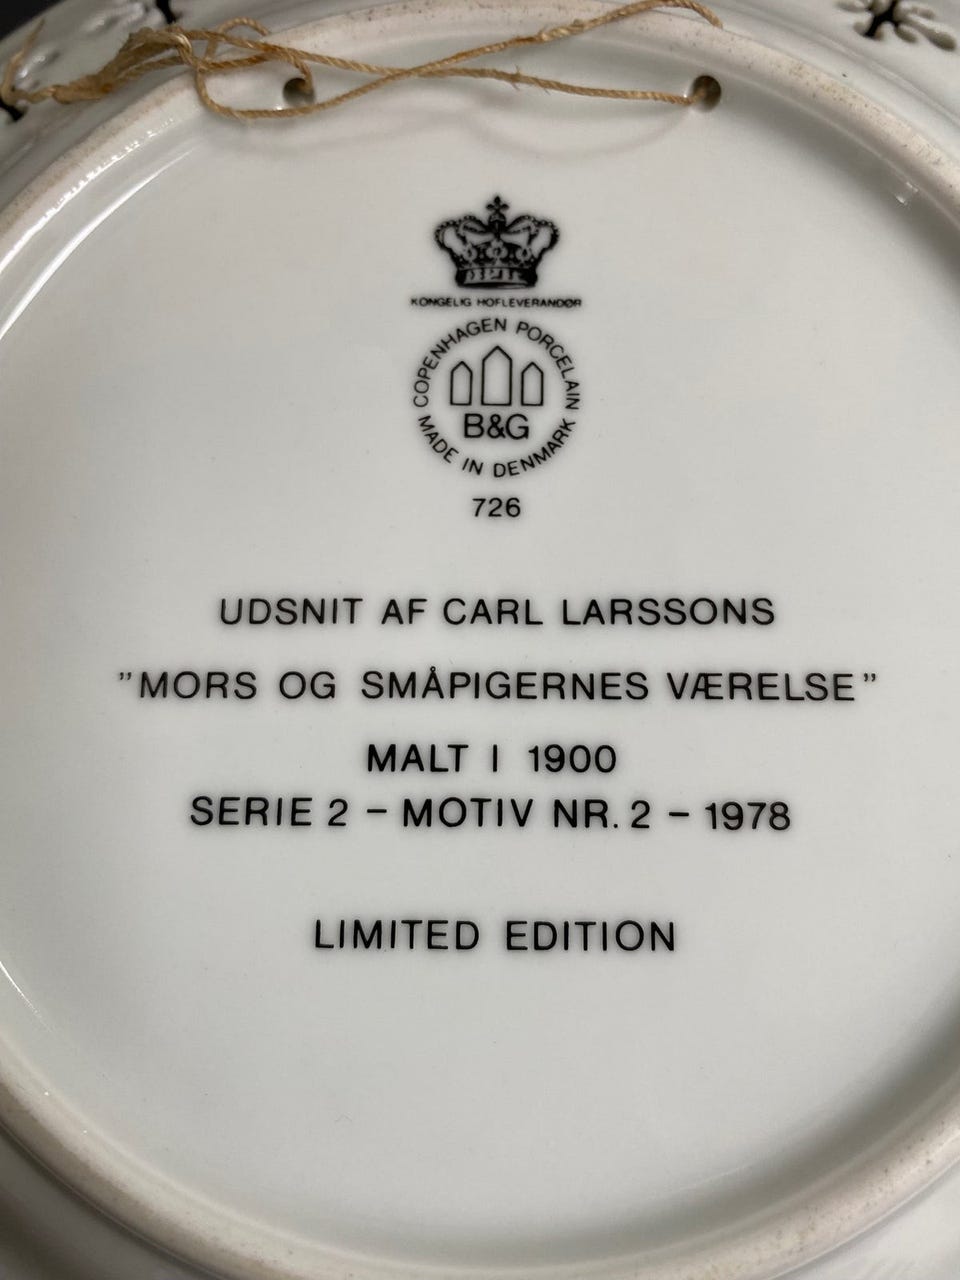 KONGELIG HOFLEVERANDØR
COPENHAGEN PORCELAIN
B&G
MADE IN DENMARK
726
UDSNIT AF CARL LARSSONS
”MORS OG SMÅPIGERNES VÆRELSE”
MALT I 1900
SERIE 2 – MOTIV NR. 2 – 1978
LIMITED EDITION